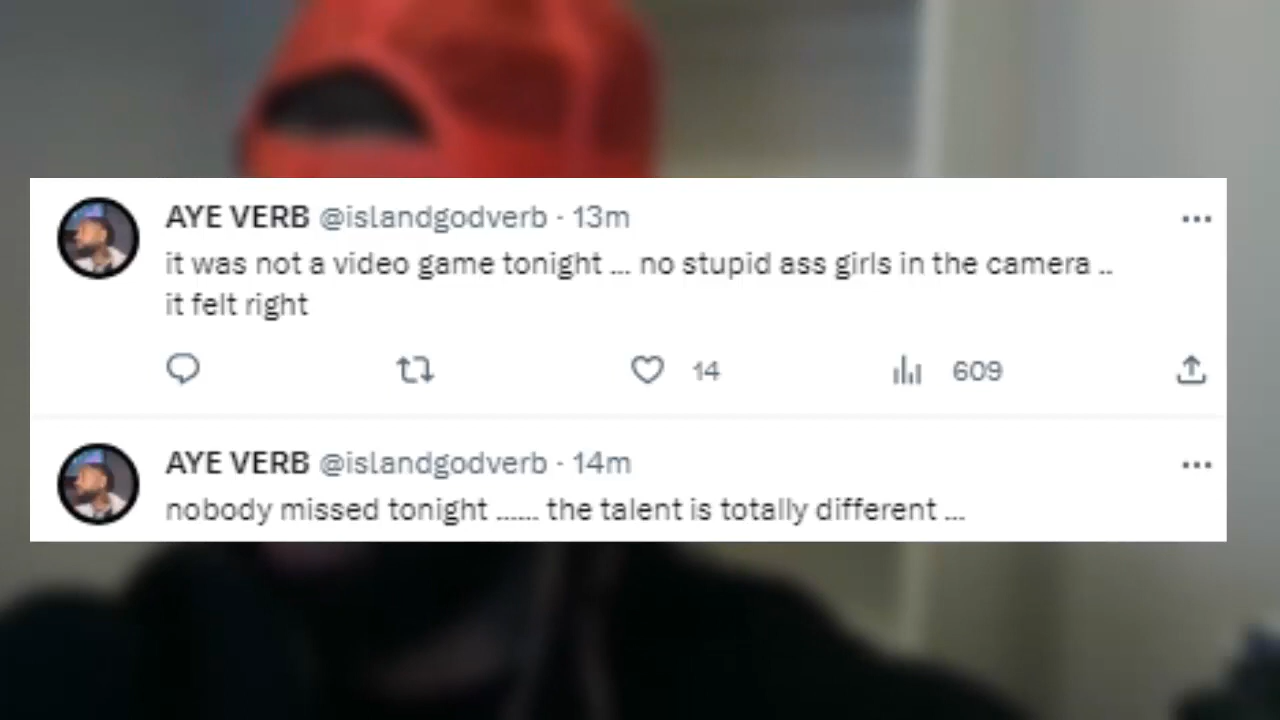 AYE VERB @islandgodverb · 13m
it was not a video game tonight ... no stupid ass girls in the camera ..
it felt right
14 609
AYE VERB @islandgodverb · 14m
nobody missed tonight ...... the talent is totally different ...